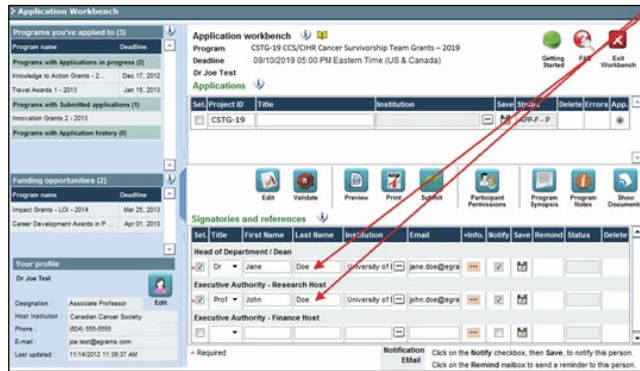 > Application Workbench
Programs you've applied to (3)
Program name Deadline
Programs with Applications in progress (2)
Knowledge to Action Grants - 2... Dec 17, 2012
Travel Awards 1 - 2013 Jan 15, 2013
Programs with Submitted applications (1)
Innovation Grants 2 - 2013
Programs with Application history (0)
Funding opportunities (2)
Program name Deadline
Impact Grants - LOI - 2014 Mar 25, 2013
Career Development Awards in P ... Apr 01, 2013
Your profile
Dr Joe Test
Edit
Designation : Associate Professor
Host Institution : Canadian Cancer Society
Phone : (604) 555-5555
E-mail : joe.test@egrams.com
Last updated : 11/14/2012 11:39:37 AM
Application workbench
Program CSTG-19 CCS/CIHR Cancer Survivorship Team Grants – 2019
Deadline 09/10/2019 05:00 PM Eastern Time (US & Canada)
Dr Joe Test
Getting Started FAQ Exit Workbench
Applications
Sel. Project ID Title Institution Save Status Delete Errors App.
CSTG-19 APP-F - P
Edit Validate Preview Print Submit Participant Permissions Program Synopsis Program Notes Show Document
Signatories and references
Sel. Title First Name Last Name Institution Email +Info. Notify Save Remind Status Delete
Head of Department / Dean
Dr Jane Doe University of I jane.doe@egra
Executive Authority - Research Host
Prof John Doe University of I john.doe@egra
Executive Authority - Finance Host
* Required
Notification EMail
Click on the Notify checkbox, then Save, to notify this person.
Click on the Remind mailbox to send a reminder to this person.